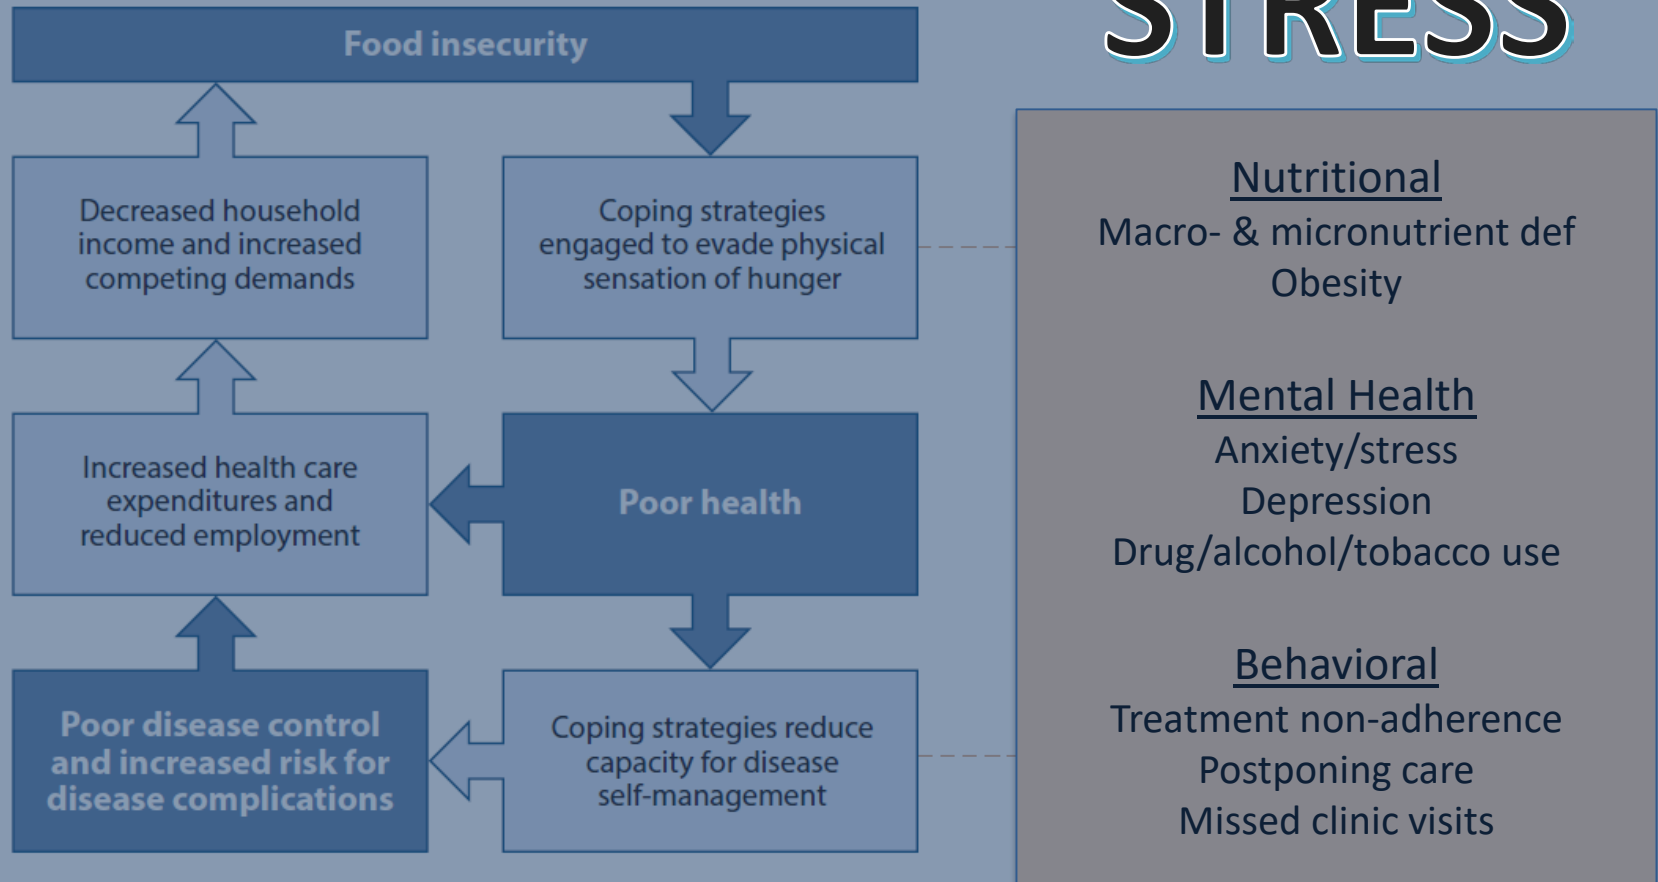 STRESS
Food insecurity
Decreased household
income and increased
competing demands
Coping strategies
engaged to evade physical
sensation of hunger
Increased health care
expenditures and
reduced employment
Poor health
Poor disease control
and increased risk for
disease complications
Coping strategies reduce
capacity for disease
self-management
Nutritional
Macro- & micronutrient def
Obesity
Mental Health
Anxiety/stress
Depression
Drug/alcohol/tobacco use
Behavioral
Treatment non-adherence
Postponing care
Missed clinic visits